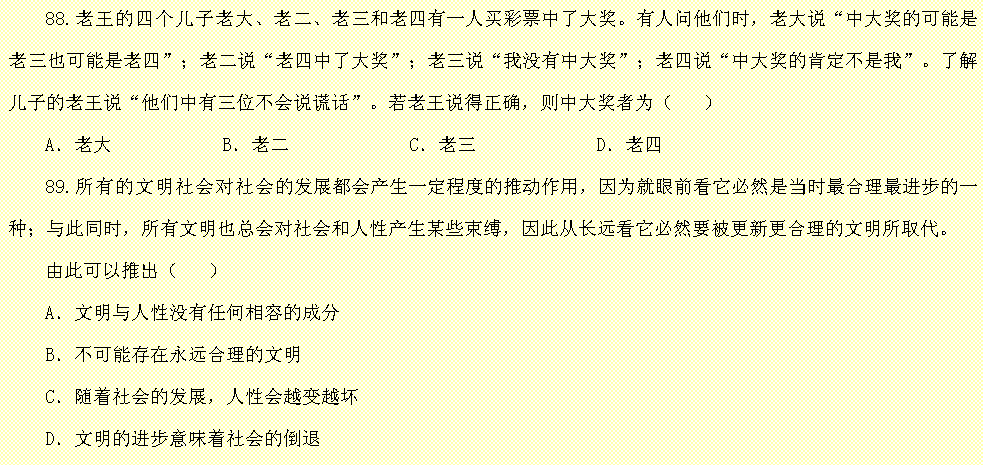 88.老王的四个儿子老大、老二、老三和老四有一人买彩票中了大奖。有人问他们时，老大说“中大奖的可能是
老三也可能是老四”；老二说“老四中了大奖”；老三说“我没有中大奖”；老四说“中大奖的肯定不是我”。了解
儿子的老王说“他们中有三位不会说谎话”。若老王说得正确，则中大奖者为（   ）
A．老大   B．老二   C．老三   D．老四
89.所有的文明社会对社会的发展都会产生一定程度的推动作用，因为就眼前看它必然是当时最合理最进步的一
种；与此同时，所有文明也总会对社会和人性产生某些束缚，因此从长远看它必然要被更新更合理的文明所取代。
由此可以推出（   ）
A．文明与人性没有任何相容的成分
B．不可能存在永远合理的文明
C．随着社会的发展，人性会越变越坏
D．文明的进步意味着社会的倒退